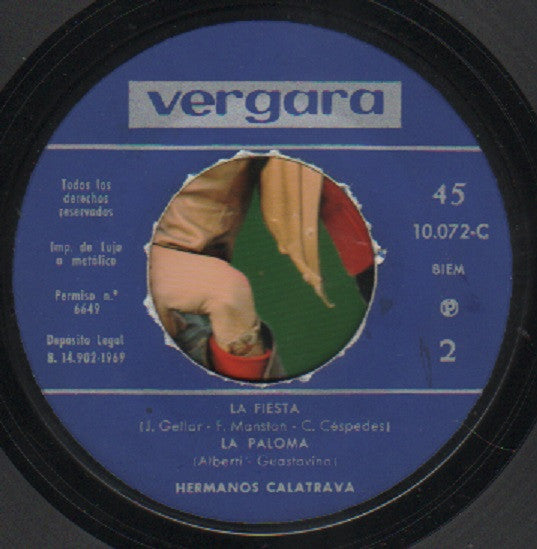 vergara
Todos los
derechos
reservados
Imp. de Lujo
o metálico
Permiso n.º
6649
Depósito Legal
B. 14.902-1969
45
10.072-C
BIEM
P
2
LA FIESTA
(J. Gellar - F. Manston - C. Céspedes)
LA PALOMA
(Alberti - Guastavino)
HERMANOS CALATRAVA